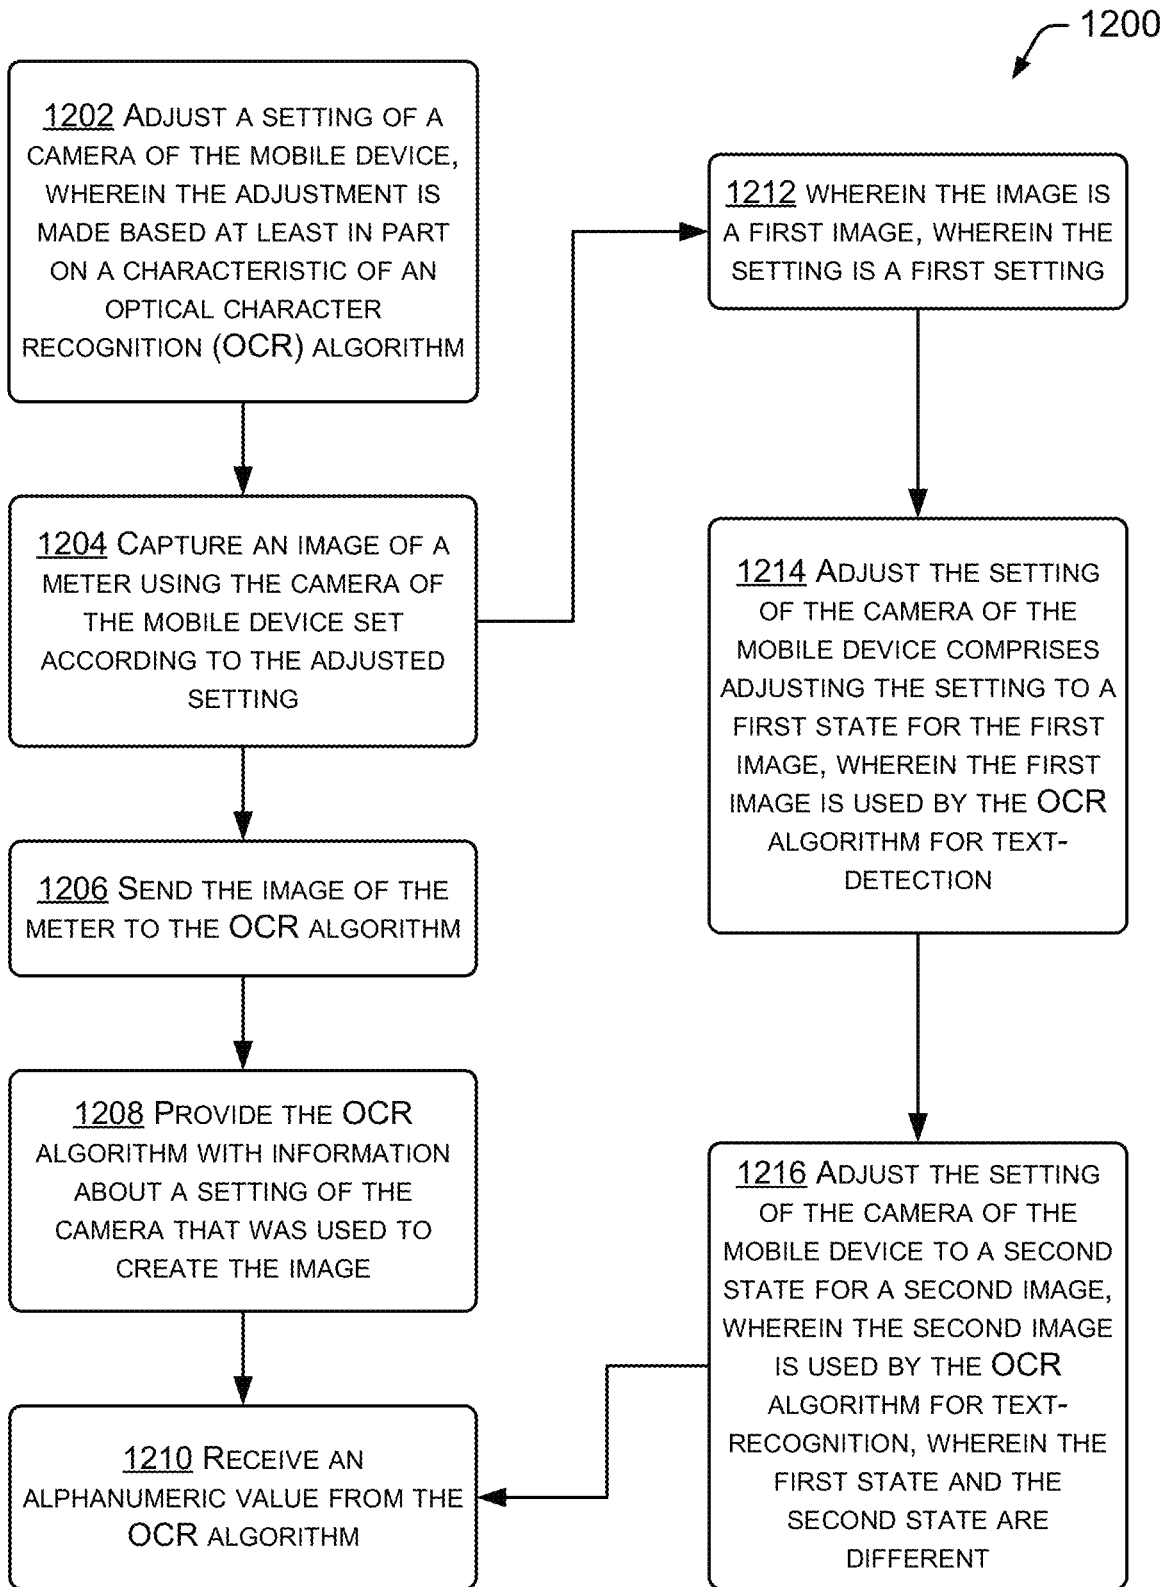 1200
1202 ADJUST A SETTING OF A
CAMERA OF THE MOBILE DEVICE,
WHEREIN THE ADJUSTMENT IS
MADE BASED AT LEAST IN PART
ON A CHARACTERISTIC OF AN
OPTICAL CHARACTER
RECOGNITION (OCR) ALGORITHM
1204 CAPTURE AN IMAGE OF A
METER USING THE CAMERA OF
THE MOBILE DEVICE SET
ACCORDING TO THE ADJUSTED
SETTING
1206 SEND THE IMAGE OF THE
METER TO THE OCR ALGORITHM
1208 PROVIDE THE OCR
ALGORITHM WITH INFORMATION
ABOUT A SETTING OF THE
CAMERA THAT WAS USED TO
CREATE THE IMAGE
1210 RECEIVE AN
ALPHANUMERIC VALUE FROM THE
OCR ALGORITHM
1212 WHEREIN THE IMAGE IS
A FIRST IMAGE, WHEREIN THE
SETTING IS A FIRST SETTING
1214 ADJUST THE SETTING
OF THE CAMERA OF THE
MOBILE DEVICE COMPRISES
ADJUSTING THE SETTING TO A
FIRST STATE FOR THE FIRST
IMAGE, WHEREIN THE FIRST
IMAGE IS USED BY THE OCR
ALGORITHM FOR TEXT-
DETECTION
1216 ADJUST THE SETTING
OF THE CAMERA OF THE
MOBILE DEVICE TO A SECOND
STATE FOR A SECOND IMAGE,
WHEREIN THE SECOND IMAGE
IS USED BY THE OCR
ALGORITHM FOR TEXT-
RECOGNITION, WHEREIN THE
FIRST STATE AND THE
SECOND STATE ARE
DIFFERENT